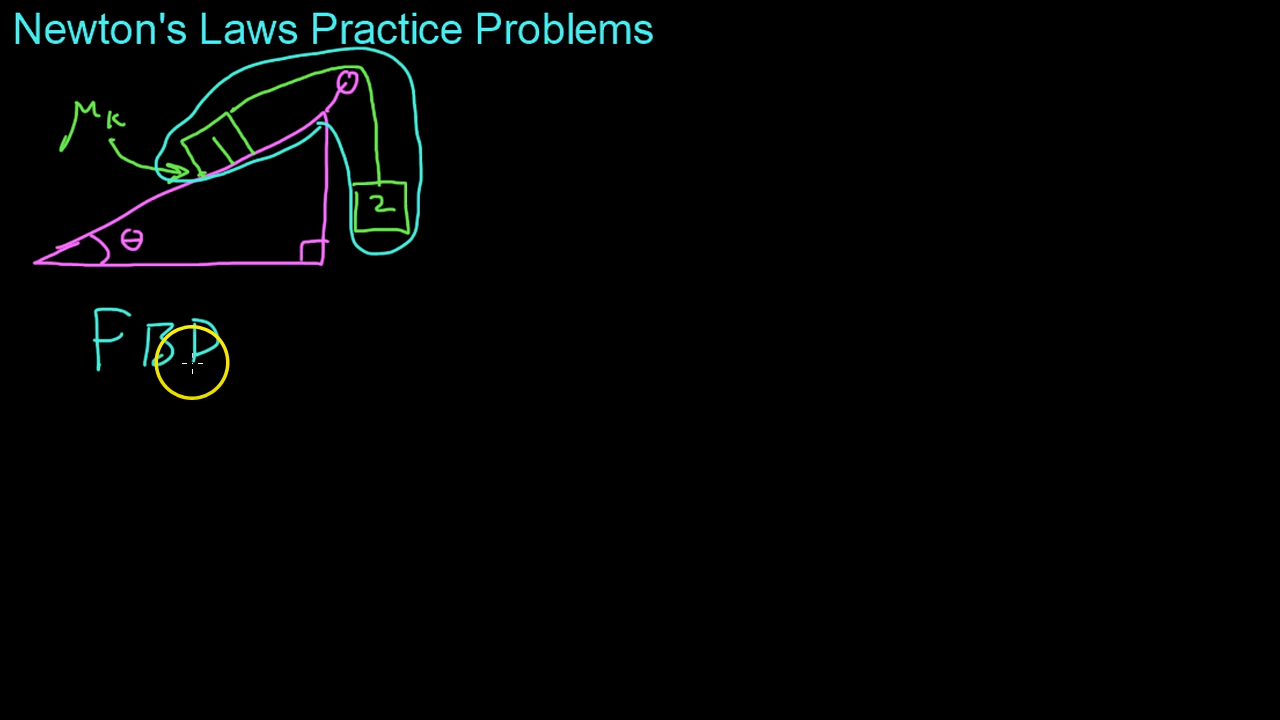 Newton's Laws Practice Problems
μk
1
2
θ
FBD